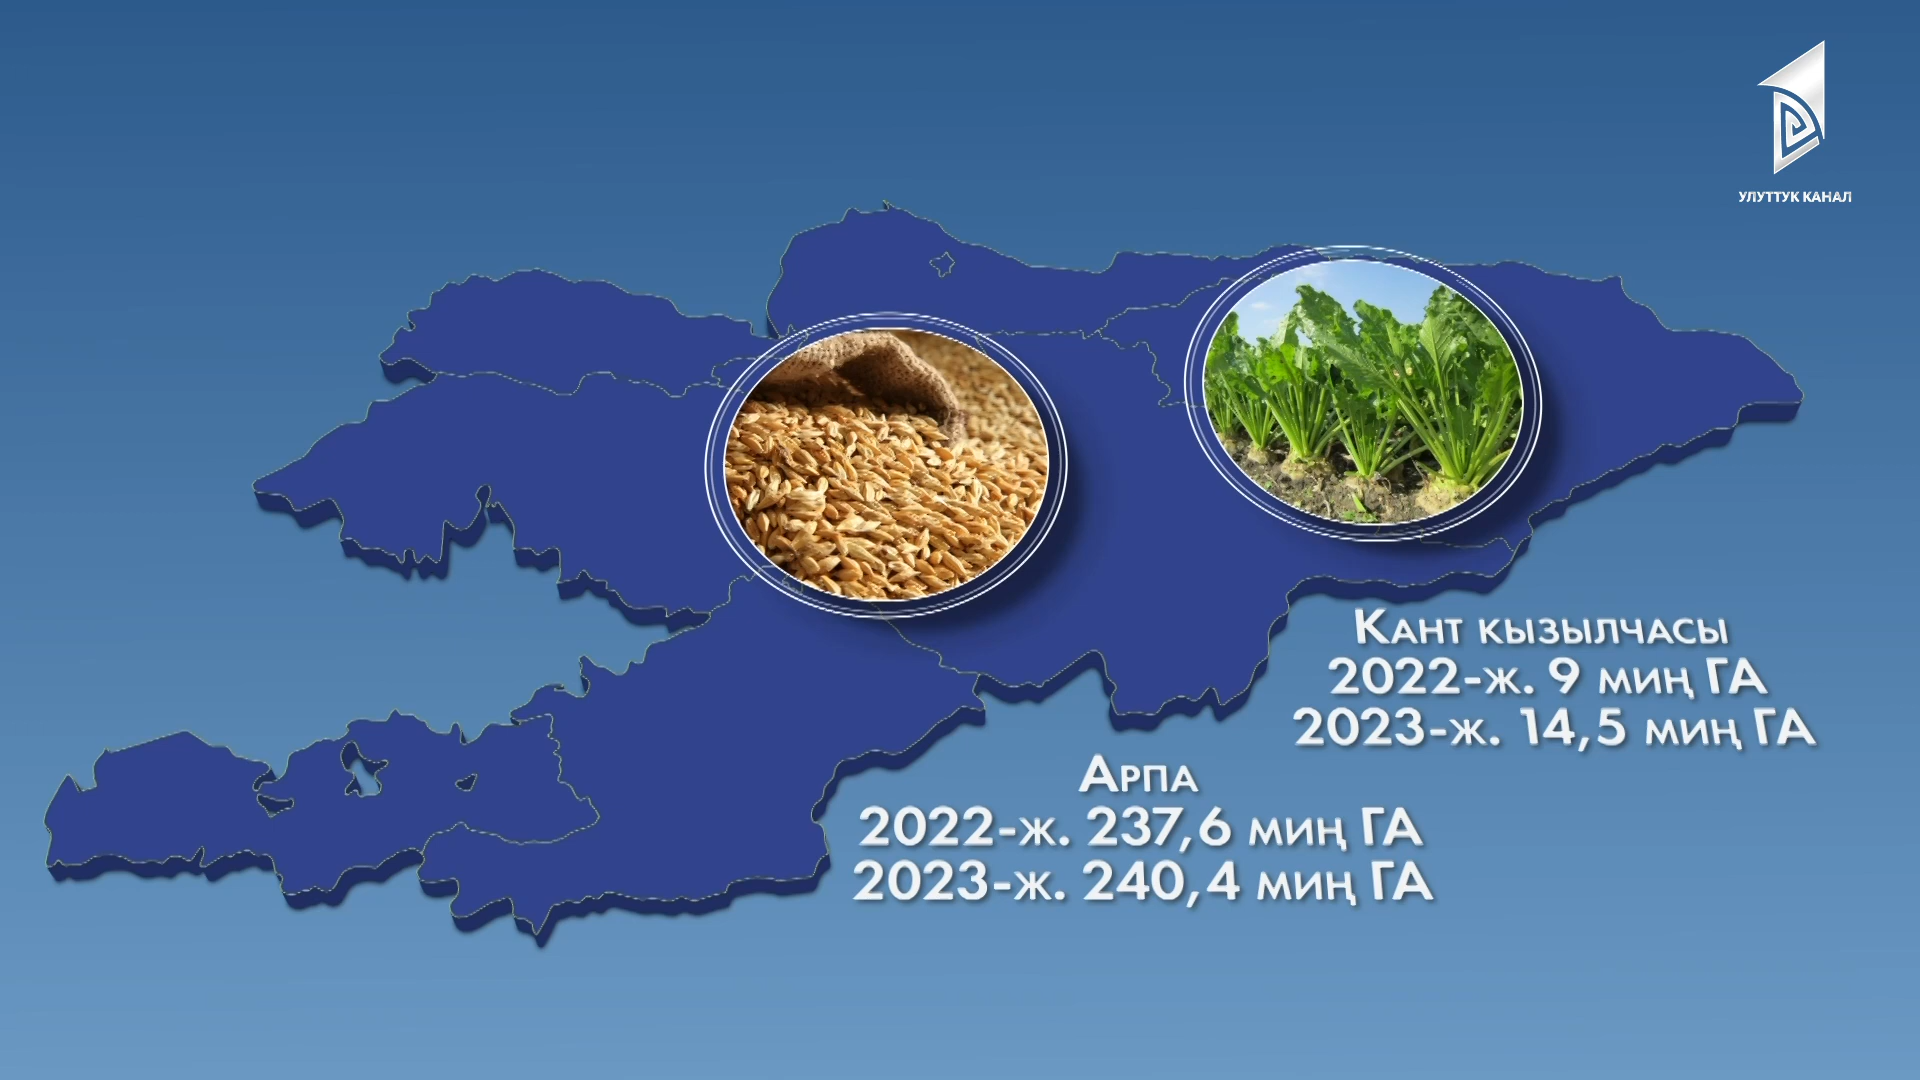 УЛУТТУК КАНАЛ
Кант кызылчасы
2022-ж. 9 миң ГА
2023-ж. 14,5 миң ГА
Арпа
2022-ж. 237,6 миң ГА
2023-ж. 240,4 миң ГА